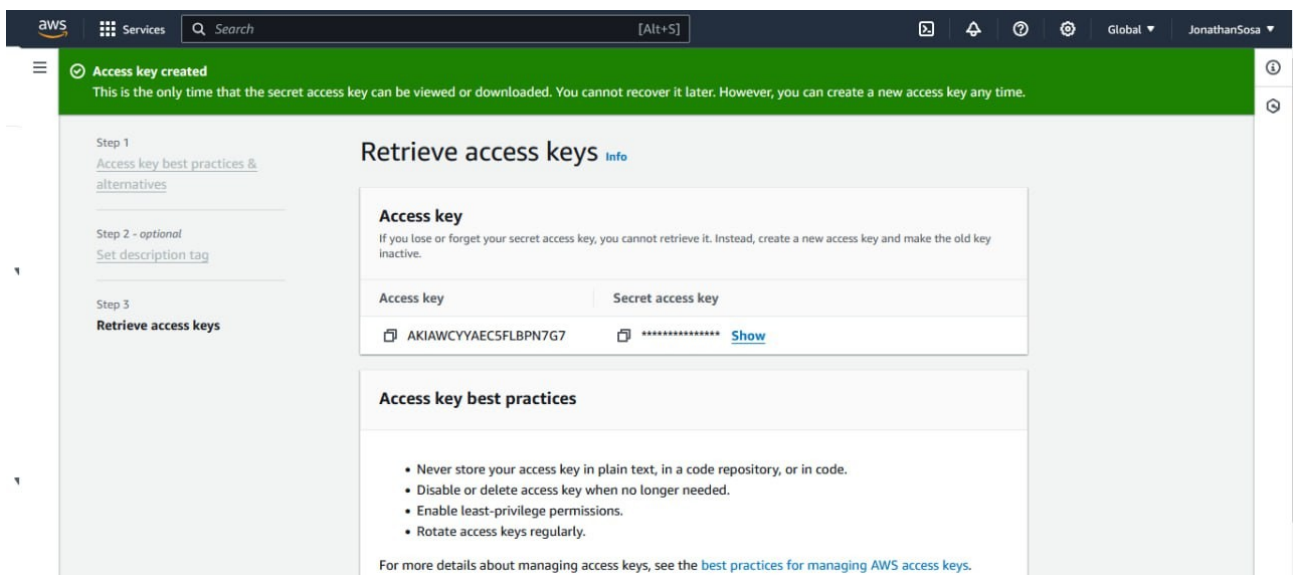 aws Services Search [Alt+S] Global JonathanSosa
Access key created
This is the only time that the secret access key can be viewed or downloaded. You cannot recover it later. However, you can create a new access key any time.
Step 1
Access key best practices &
alternatives
Step 2 - optional
Set description tag
Step 3
Retrieve access keys
Retrieve access keys Info
Access key
If you lose or forget your secret access key, you cannot retrieve it. Instead, create a new access key and make the old key
inactive.
Access key Secret access key
AKIAWCYYAEC5FLBPN7G7 *************** Show
Access key best practices
• Never store your access key in plain text, in a code repository, or in code.
• Disable or delete access key when no longer needed.
• Enable least-privilege permissions.
• Rotate access keys regularly.
For more details about managing access keys, see the best practices for managing AWS access keys.